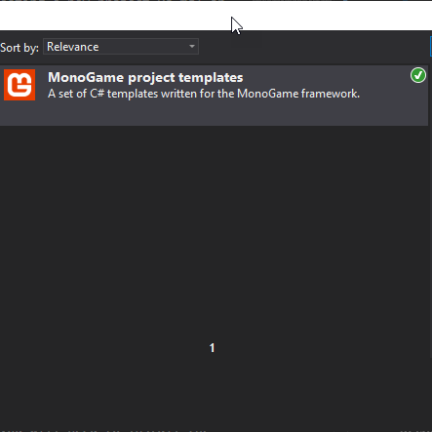 Sort by: Relevance
MonoGame project templates
A set of C# templates written for the MonoGame framework.
1